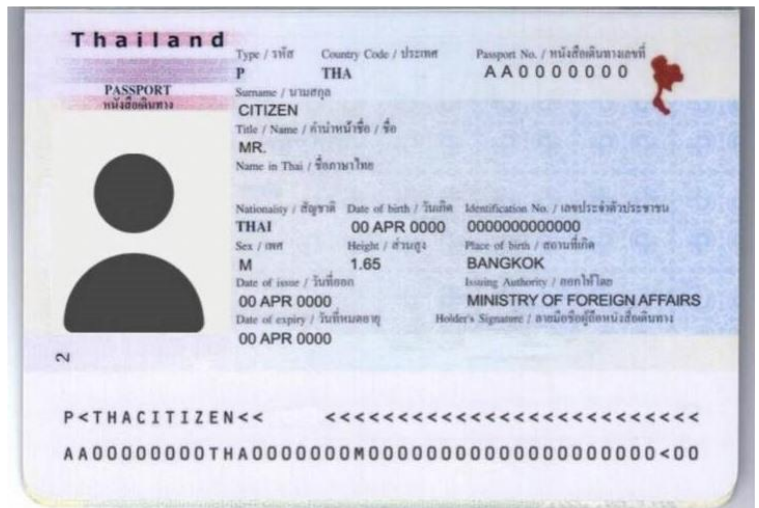 Thailand
PASSPORT
หนังสือเดินทาง
Type / รหัส Country Code / ประเทศ Passport No. / หนังสือเดินทางเลขที่
P THA AA0000000
Surname / นามสกุล
CITIZEN
Title / Name / คำนำหน้าชื่อ / ชื่อ
MR.
Name in Thai / ชื่อภาษาไทย
Nationality / สัญชาติ Date of birth / วันเกิด Identification No. / เลขประจำตัวประชาชน
THAI 00 APR 0000 0000000000000
Sex / เพศ Height / ส่วนสูง Place of birth / สถานที่เกิด
M 1.65 BANGKOK
Date of issue / วันที่ออก Issuing Authority / ออกให้โดย
00 APR 0000 MINISTRY OF FOREIGN AFFAIRS
Date of expiry / วันที่หมดอายุ Holder's Signature / ลายมือชื่อผู้ถือหนังสือเดินทาง
00 APR 0000
2
P<THACITIZEN<< <<<<<<<<<<<<<<<<<<<<<<<<<<
AA00000000THA0000000M0000000000000000000000<00